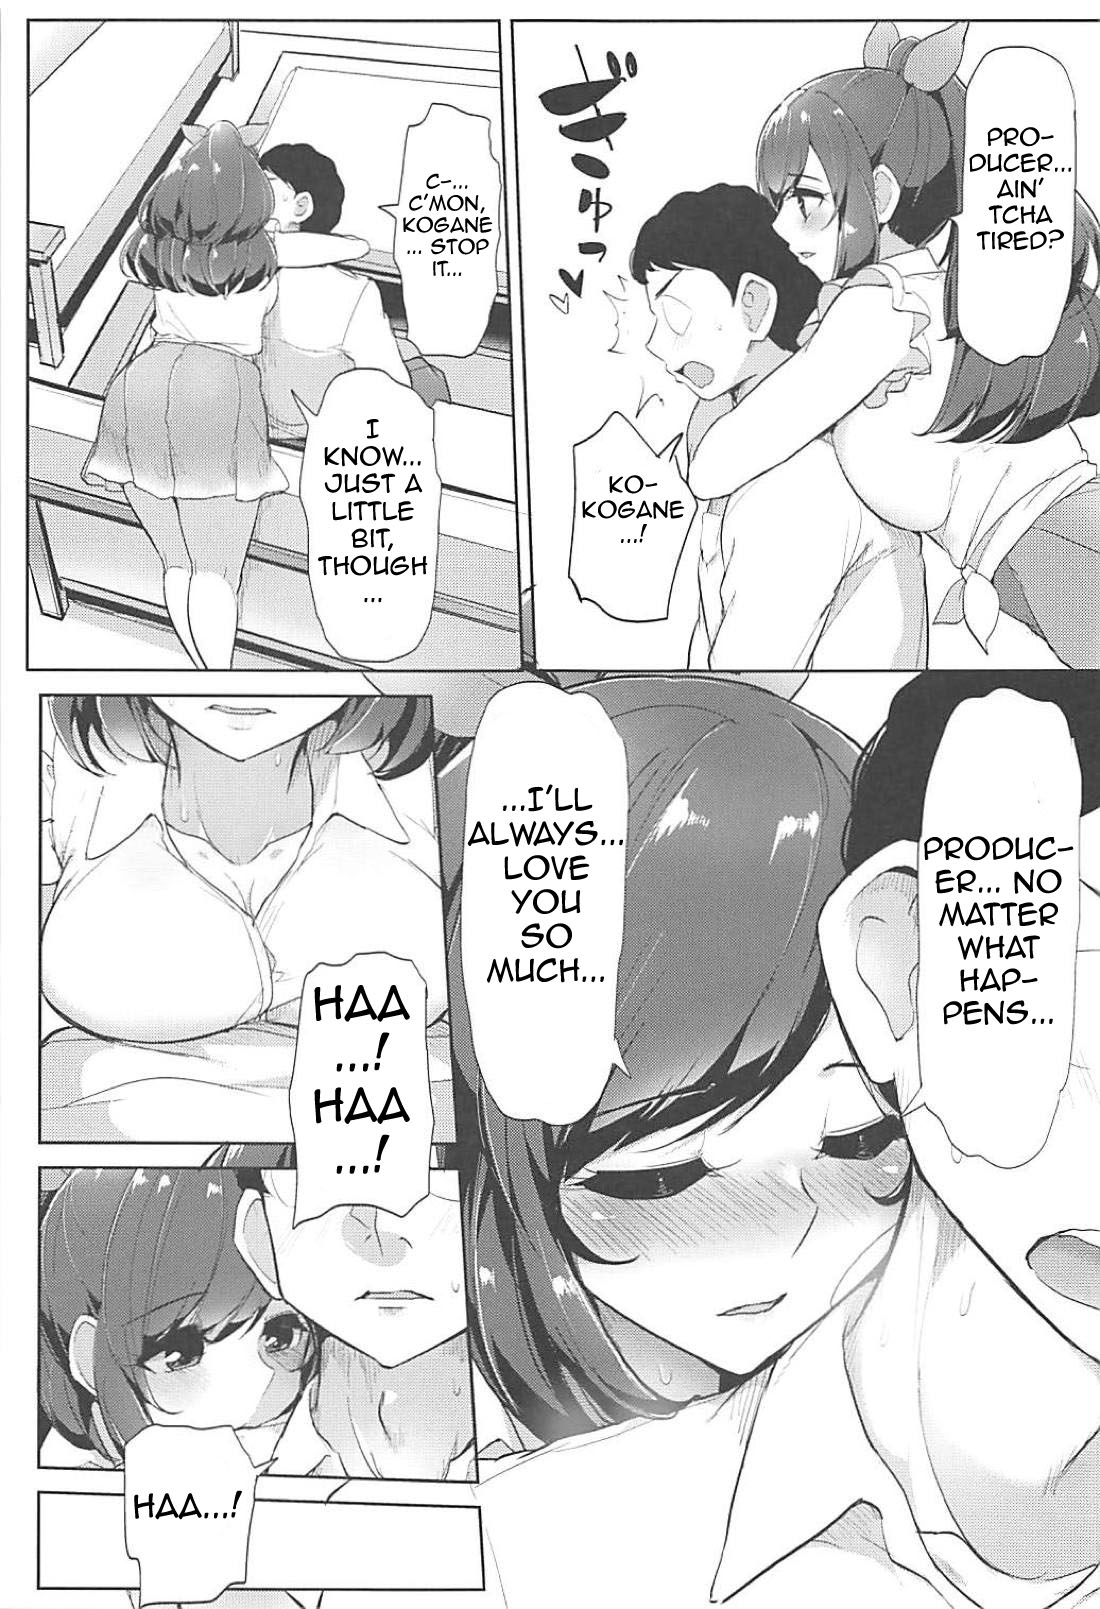 PRO-
DUCER...
AIN'
TCHA
TIRED?
ぎゅっ
KO-
KOGANE
...!
C-...
C'MON,
KOGANE
... STOP
IT...
I
KNOW...
JUST A
LITTLE
BIT,
THOUGH
...
PRODUC-
ER... NO
MATTER
WHAT
HAP-
PENS...
...I'LL
ALWAYS...
LOVE
YOU
SO
MUCH...
HAA
...!
HAA
...!
HAA...!